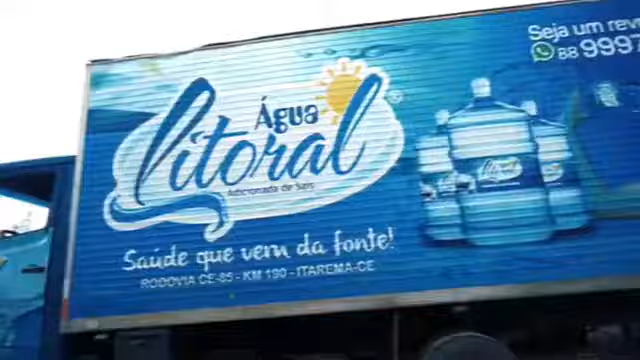 Seja um reve
88 9997
Água
litoral
Adicionada de Sais
Saúde que vem da fonte!
RODOVIA CE-85 - KM 190 - ITAREMA-CE